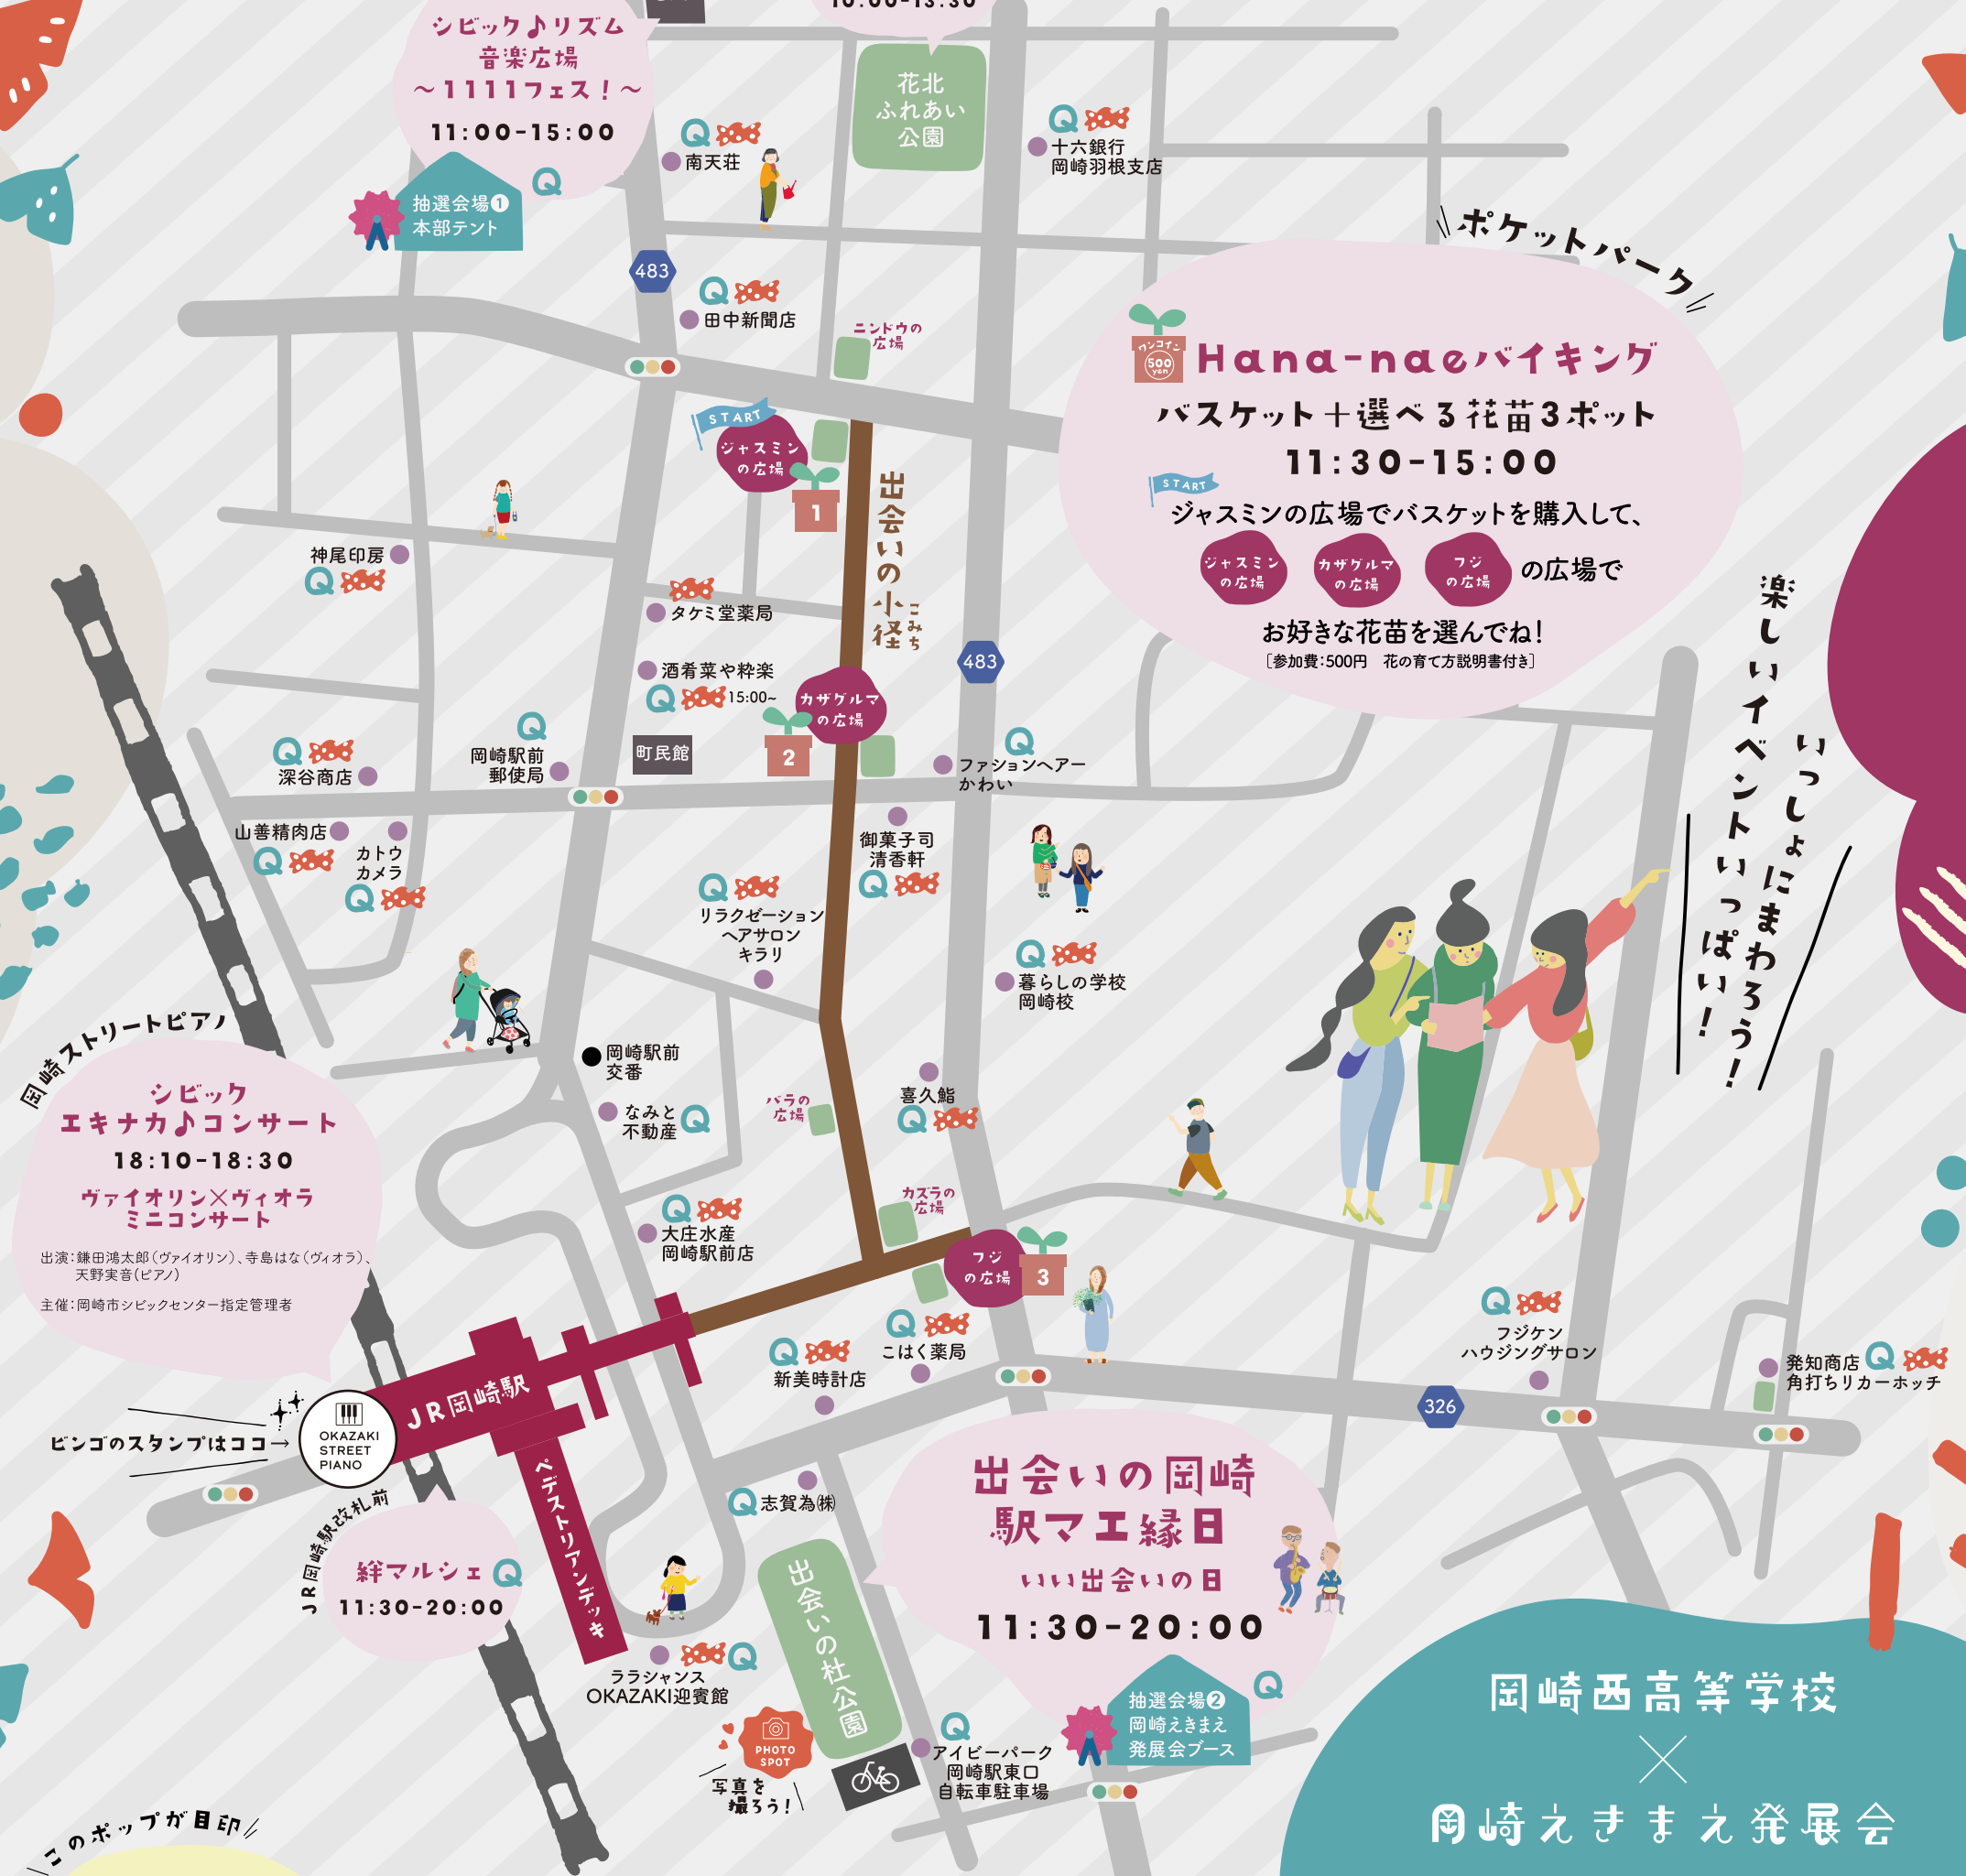 シビック♪リズム
音楽広場
〜1111フェス！〜
11:00-15:00
抽選会場❶
本部テント
Q
10:00-13:30
花北
ふれあい
公園
Q
南天荘
Q
十六銀行
岡崎羽根支店
483
Q
田中新聞店
ニンドウの
広場
START
ジャスミン
の広場
1
出会いの小径
こみち
ポケットパーク
ワンコイン
500
yen
Hana-naeバイキング
バスケット＋選べる花苗3ポット
11:30-15:00
START
ジャスミンの広場でバスケットを購入して、
ジャスミン
の広場
カザグルマ
の広場
フジ
の広場
の広場で
お好きな花苗を選んでね！
［参加費：500円　花の育て方説明書付き］
楽しいイベントいっぱい！
いっしょにまわろう！
神尾印房
Q
タケミ堂薬局
酒肴菜や粋楽
Q
15:00~
カザグルマ
の広場
2
483
町民館
Q
岡崎駅前
郵便局
Q
深谷商店
山善精肉店
Q
カトウ
カメラ
Q
Q
ファションヘアー
かわい
御菓子司
清香軒
Q
Q
リラクゼーション
ヘアサロン
キラリ
Q
暮らしの学校
岡崎校
岡崎駅前
交番
なみと
不動産
Q
バラの
広場
喜久鮨
Q
カズラの
広場
Q
大庄水産
岡崎駅前店
フジ
の広場
3
岡崎ストリートピアノ
シビック
エキナカ♪コンサート
18:10-18:30
ヴァイオリン×ヴィオラ
ミニコンサート
出演：鎌田鴻太郎（ヴァイオリン）、寺島はな（ヴィオラ）、
天野実音(ピアノ)
主催：岡崎市シビックセンター指定管理者
ビンゴのスタンプはココ→
OKAZAKI
STREET
PIANO
JR岡崎駅
ペデストリアンデッキ
Q
新美時計店
Q
こはく薬局
Q
フジケン
ハウジングサロン
326
発知商店
Q
角打ちリカーホッチ
Q
志賀為㈱
JR岡崎駅改札前
絆マルシェ
Q
11:30-20:00
出会いの岡崎
駅マエ縁日
いい出会いの日
11:30-20:00
抽選会場❷
岡崎えきまえ
発展会ブース
Q
出会いの杜公園
Q
ララシャンス
OKAZAKI迎賓館
PHOTO
SPOT
写真を
撮ろう！
Q
アイビーパーク
岡崎駅東口
自転車駐車場
岡崎西高等学校
×
岡崎えきまえ発展会
このポップが目印